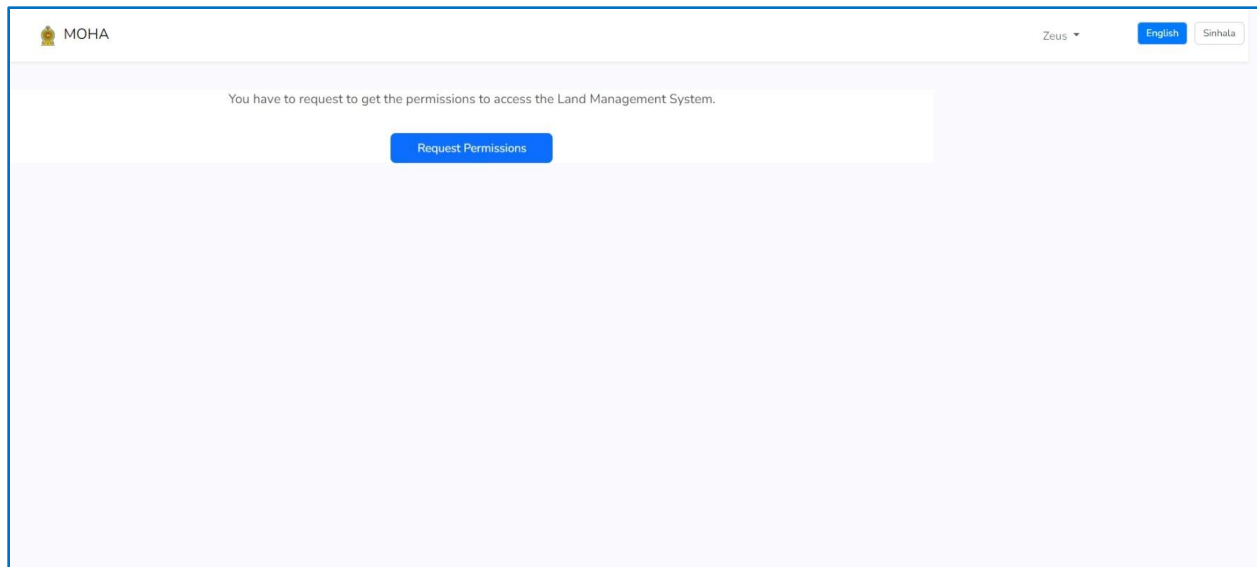 MOHA
Zeus
English
Sinhala
You have to request to get the permissions to access the Land Management System.
Request Permissions